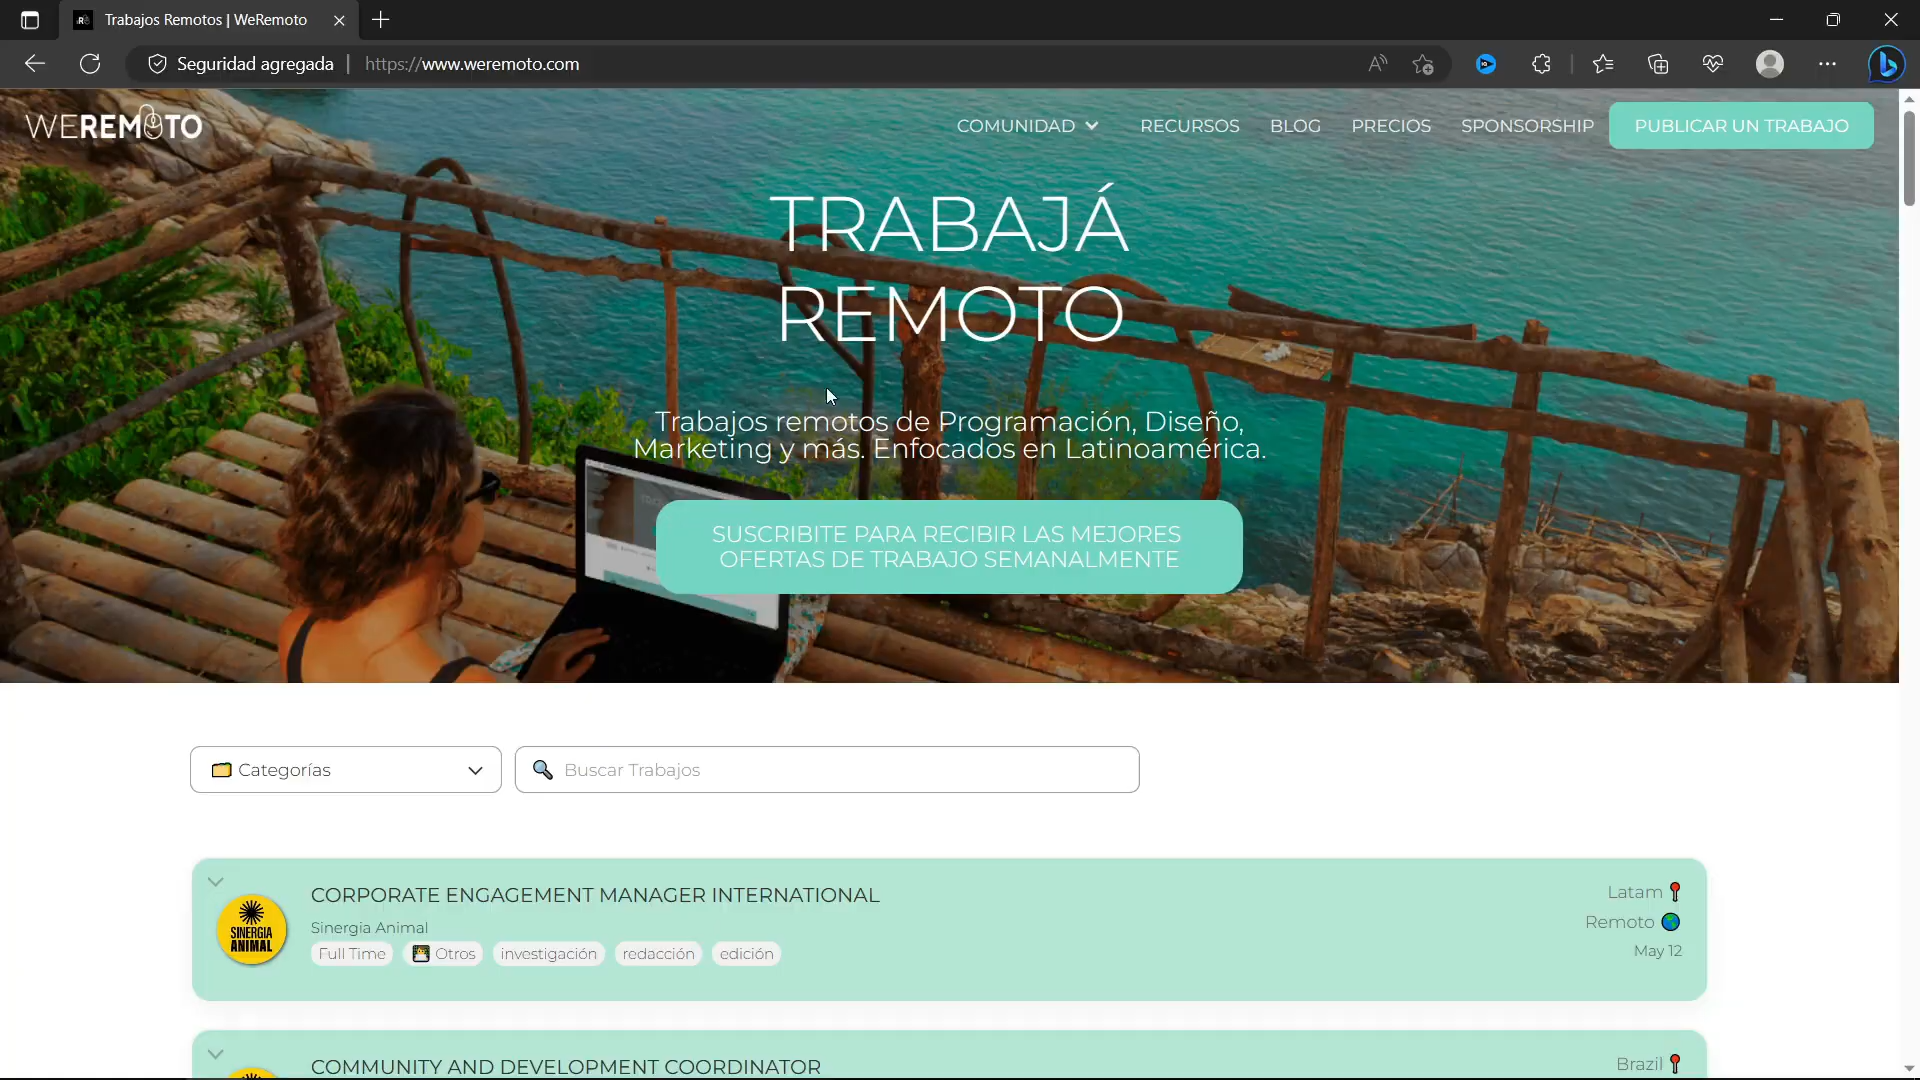 Trabajos Remotos | WeRemoto
Seguridad agregada | https://www.weremoto.com
WEREMOTO
COMUNIDAD
RECURSOS
BLOG
PRECIOS
SPONSORSHIP
PUBLICAR UN TRABAJO
TRABAJÁ
REMOTO
Trabajos remotos de Programación, Diseño,
Marketing y más. Enfocados en Latinoamérica.
SUSCRIBITE PARA RECIBIR LAS MEJORES
OFERTAS DE TRABAJO SEMANALMENTE
Categorías
Buscar Trabajos
CORPORATE ENGAGEMENT MANAGER INTERNATIONAL
Latam
SINERGIA
ANIMAL
Sinergia Animal
Remoto
Full Time
Otros
investigación
redacción
edición
May 12
COMMUNITY AND DEVELOPMENT COORDINATOR
Brazil